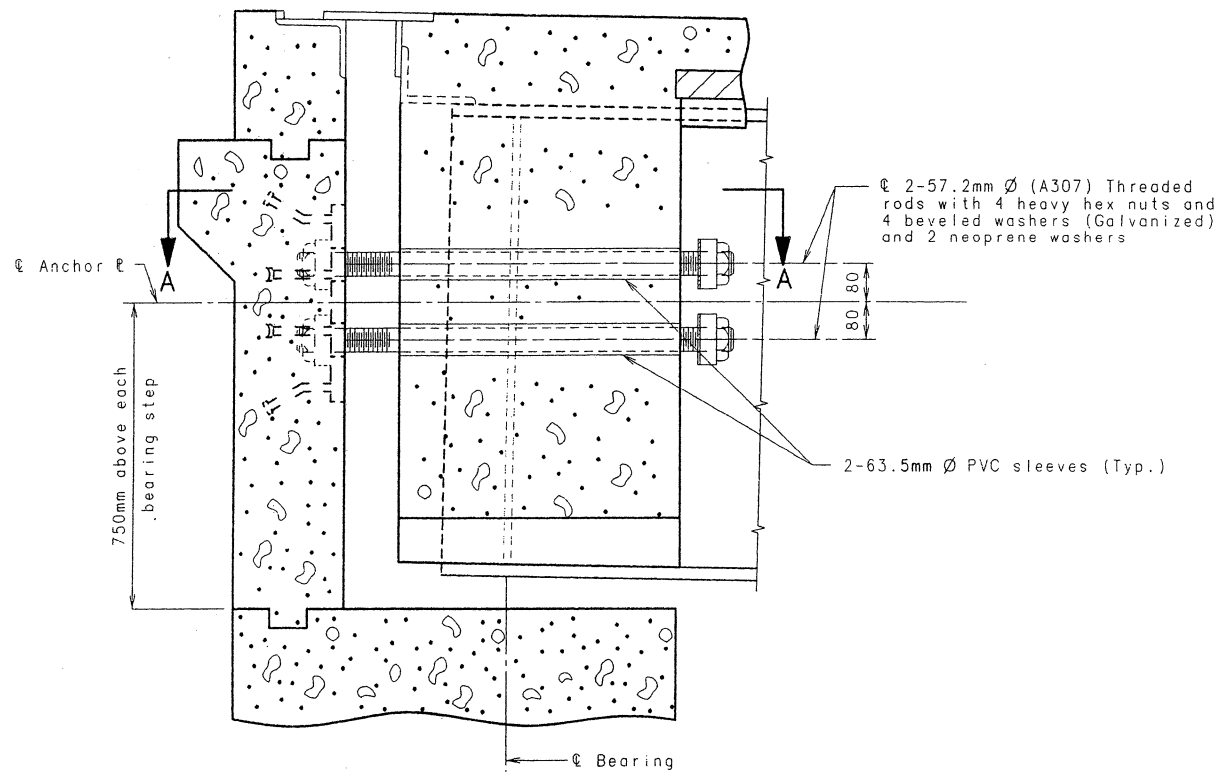 ℄ 2-57.2mm Ø (A307) Threaded
rods with 4 heavy hex nuts and
4 beveled washers (Galvanized)
and 2 neoprene washers
A
A
℄ Anchor ⅊
80
80
750mm above each
bearing step
2-63.5mm Ø PVC sleeves (Typ.)
℄ Bearing